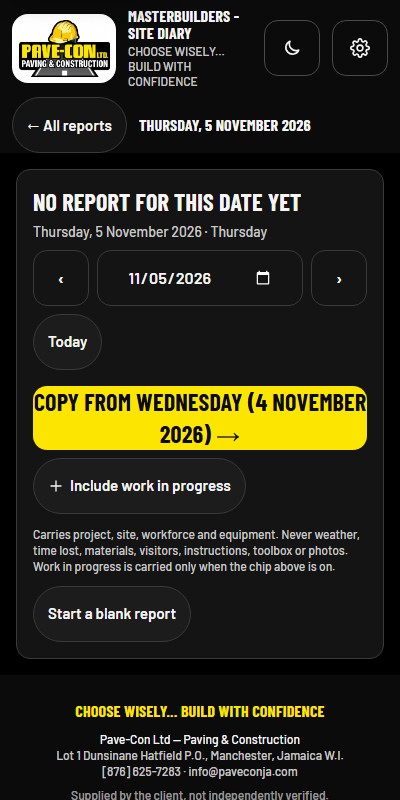 PAVE-CON LTD.
PAVING & CONSTRUCTION
MASTERBUILDERS -
SITE DIARY
CHOOSE WISELY...
BUILD WITH
CONFIDENCE
← All reports
THURSDAY, 5 NOVEMBER 2026
NO REPORT FOR THIS DATE YET
Thursday, 5 November 2026 · Thursday
‹ 11/05/2026 ›
Today
COPY FROM WEDNESDAY (4 NOVEMBER
2026) →
+ Include work in progress
Carries project, site, workforce and equipment. Never weather,
time lost, materials, visitors, instructions, toolbox or photos.
Work in progress is carried only when the chip above is on.
Start a blank report
CHOOSE WISELY... BUILD WITH CONFIDENCE
Pave-Con Ltd — Paving & Construction
Lot 1 Dunsinane Hatfield P.O., Manchester, Jamaica W.I.
[876] 625-7283 · info@paveconja.com
Supplied by the client, not independently verified.